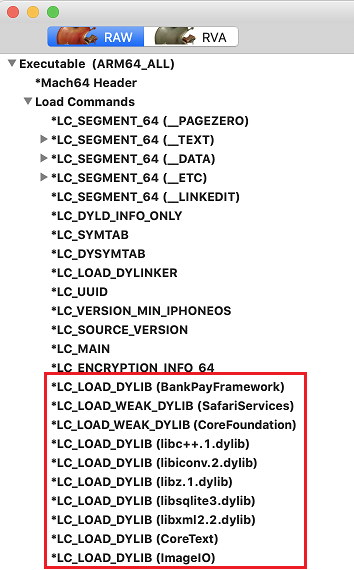 RAW RVA
Executable (ARM64_ALL)
*Mach64 Header
Load Commands
*LC_SEGMENT_64 (__PAGEZERO)
*LC_SEGMENT_64 (__TEXT)
*LC_SEGMENT_64 (__DATA)
*LC_SEGMENT_64 (__ETC)
*LC_SEGMENT_64 (__LINKEDIT)
*LC_DYLD_INFO_ONLY
*LC_SYMTAB
*LC_DYSYMTAB
*LC_LOAD_DYLINKER
*LC_UUID
*LC_VERSION_MIN_IPHONEOS
*LC_SOURCE_VERSION
*LC_MAIN
*LC_ENCRYPTION_INFO_64
*LC_LOAD_DYLIB (BankPayFramework)
*LC_LOAD_WEAK_DYLIB (SafariServices)
*LC_LOAD_WEAK_DYLIB (CoreFoundation)
*LC_LOAD_DYLIB (libc++.1.dylib)
*LC_LOAD_DYLIB (libiconv.2.dylib)
*LC_LOAD_DYLIB (libz.1.dylib)
*LC_LOAD_DYLIB (libsqlite3.dylib)
*LC_LOAD_DYLIB (libxml2.2.dylib)
*LC_LOAD_DYLIB (CoreText)
*LC_LOAD_DYLIB (ImageIO)